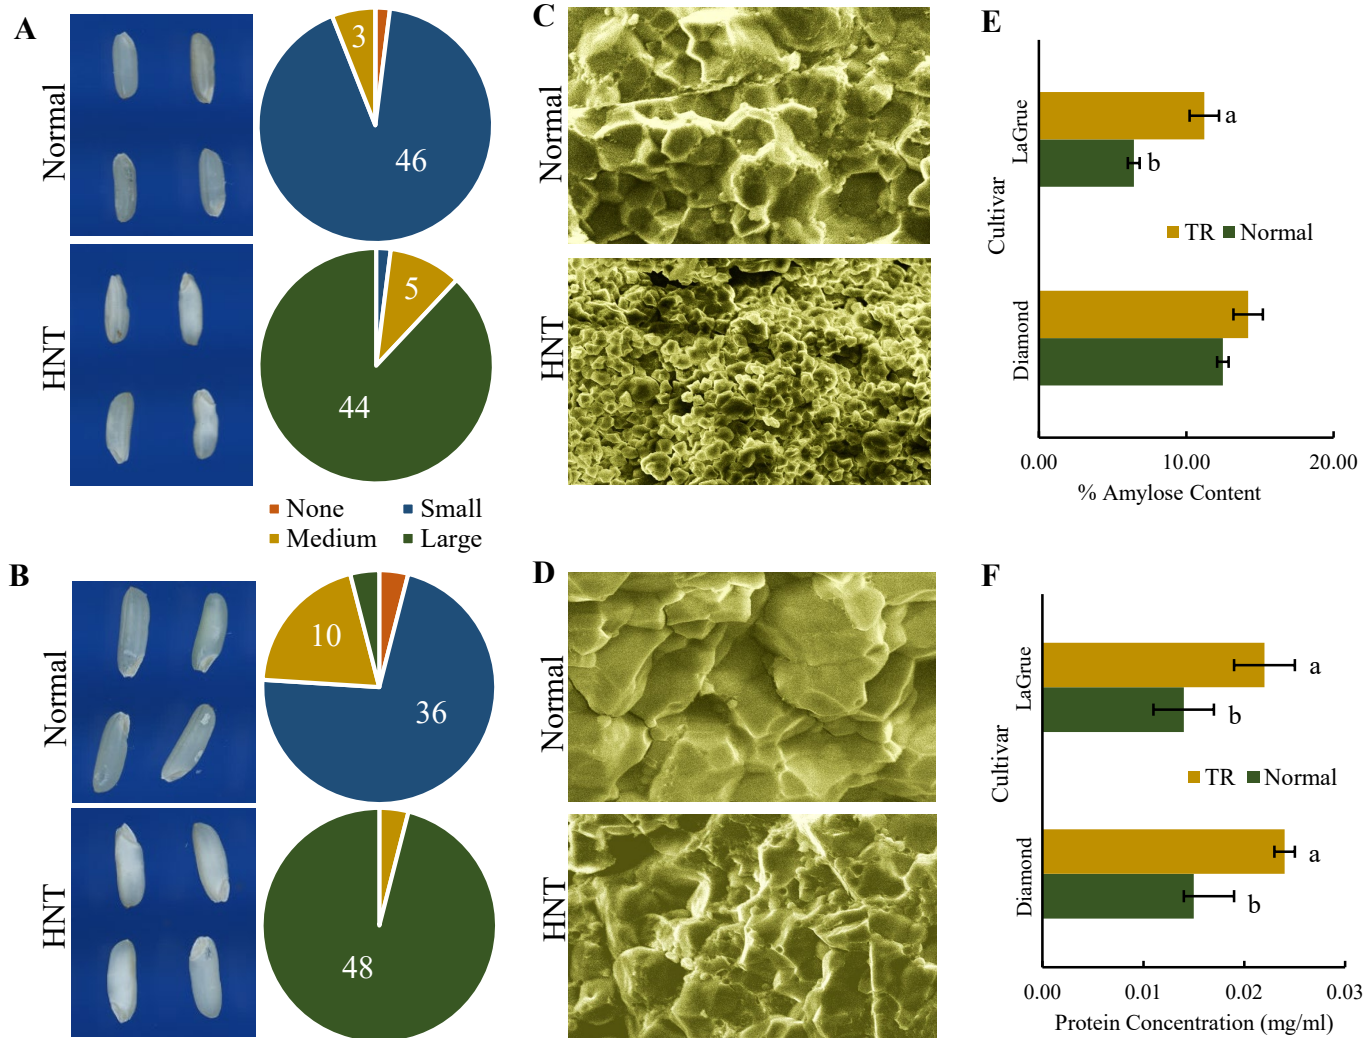 A
Normal
3
46
HNT
5
44
None
Small
Medium
Large
B
Normal
10
36
HNT
48
C
Normal
HNT
D
Normal
HNT
E
Cultivar
LaGrue
a
b
TR
Normal
Diamond
0.00
10.00
20.00
% Amylose Content
F
Cultivar
LaGrue
a
b
TR
Normal
Diamond
a
b
0.00
0.01
0.02
0.03
Protein Concentration (mg/ml)